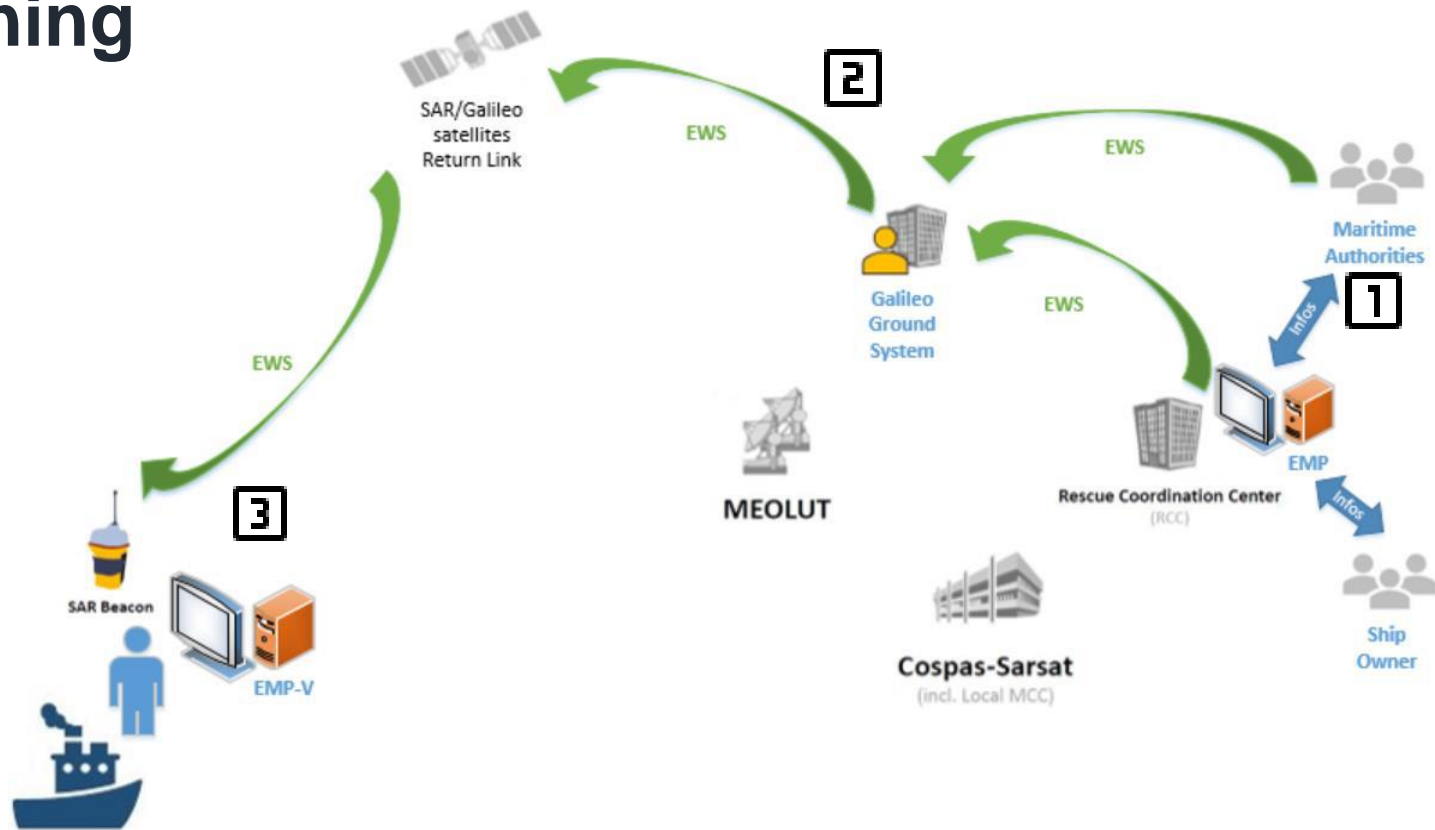 ning
SAR/Galileo
satellites
Return Link
2
EWS
EWS
Maritime
Authorities
1
Infos
Galileo
Ground
System
EWS
EWS
EMP
Rescue Coordination Center
(RCC)
Infos
MEOLUT
3
SAR Beacon
EMP-V
Cospas-Sarsat
(incl. Local MCC)
Ship
Owner